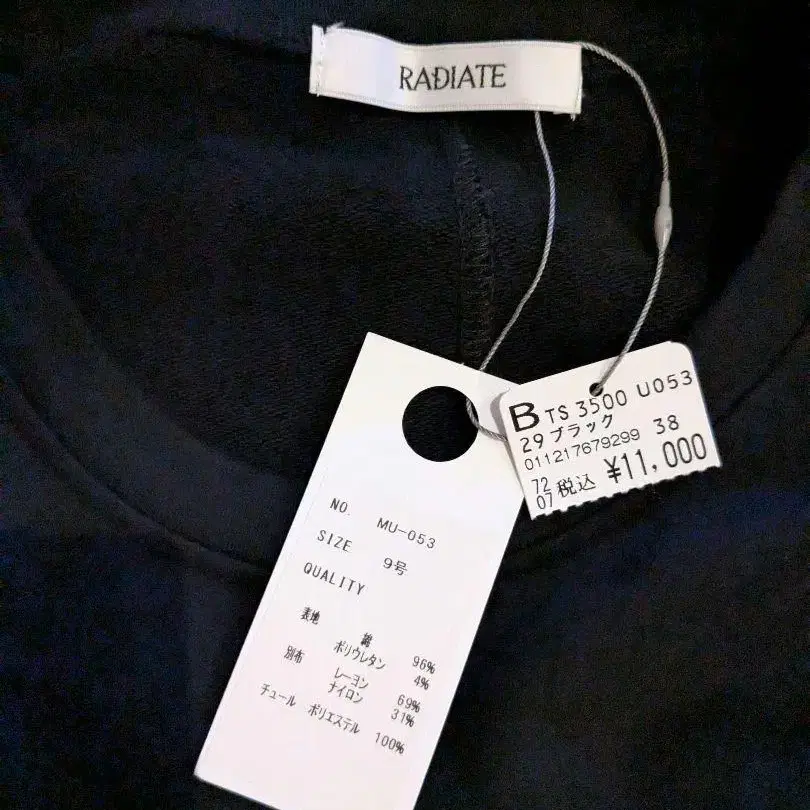 RADIATE
B TS 3500 U053
29 ブラック
011217679299 38
72
07 税込 ¥11,000
NO. MU-053
SIZE 9号
QUALITY
表地 綿 96%
ポリウレタン 4%
別布 レーヨン 69%
ナイロン 31%
チュール ポリエステル 100%